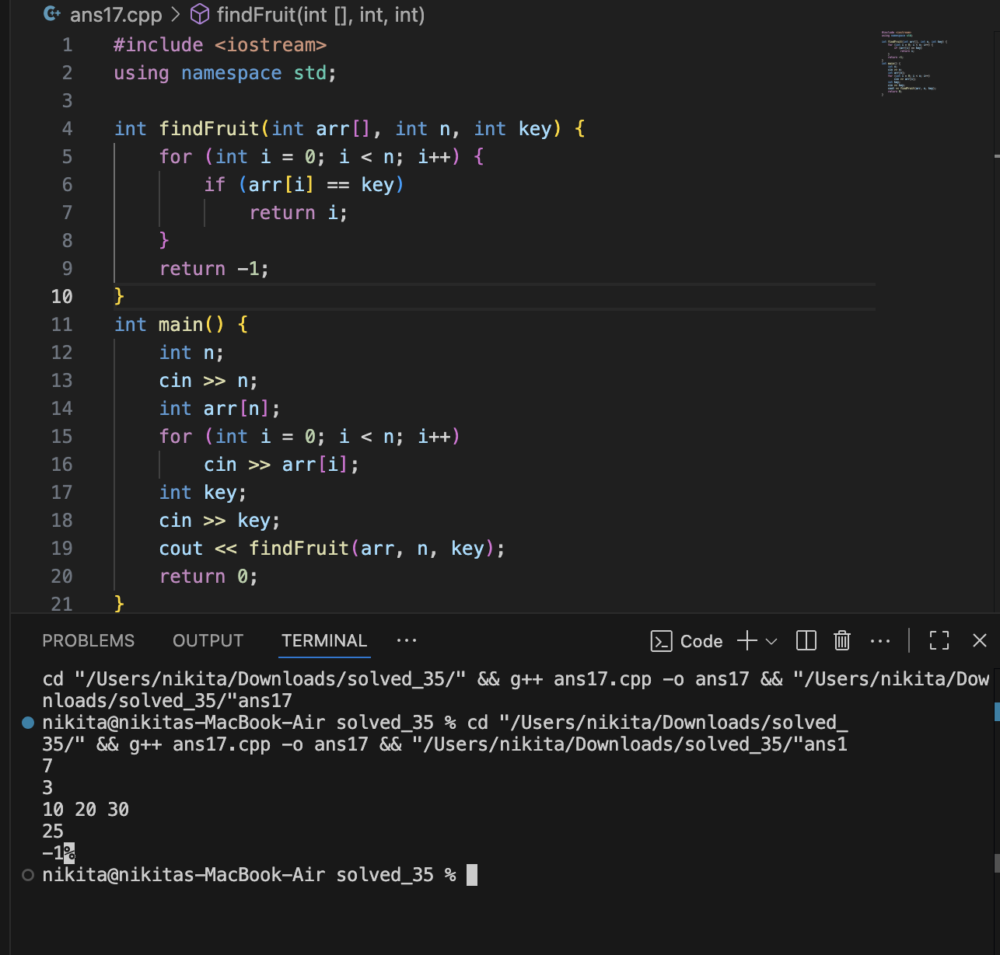 ans17.cpp > findFruit(int [], int, int)
1 #include <iostream>
2 using namespace std;
3
4 int findFruit(int arr[], int n, int key) {
5 for (int i = 0; i < n; i++) {
6 if (arr[i] == key)
7 return i;
8 }
9 return -1;
10 }
11 int main() {
12 int n;
13 cin >> n;
14 int arr[n];
15 for (int i = 0; i < n; i++)
16 cin >> arr[i];
17 int key;
18 cin >> key;
19 cout << findFruit(arr, n, key);
20 return 0;
21 }
PROBLEMS OUTPUT TERMINAL ··· Code
cd "/Users/nikita/Downloads/solved_35/" && g++ ans17.cpp -o ans17 && "/Users/nikita/Dow
nloads/solved_35/"ans17
nikita@nikitas-MacBook-Air solved_35 % cd "/Users/nikita/Downloads/solved_
35/" && g++ ans17.cpp -o ans17 && "/Users/nikita/Downloads/solved_35/"ans1
7
3
10 20 30
25
-1%
nikita@nikitas-MacBook-Air solved_35 %